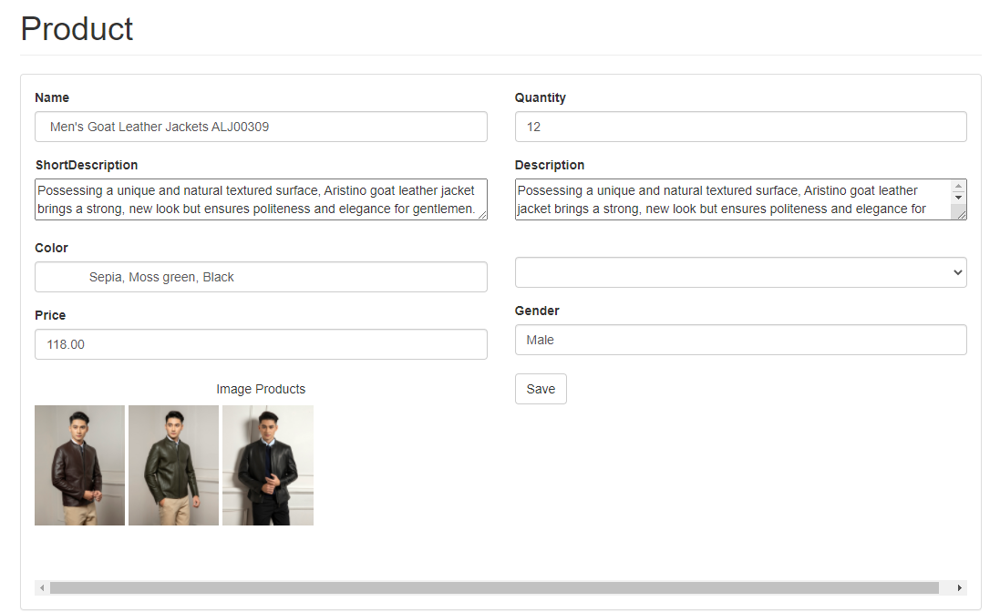 Product
Name
Quantity
Men's Goat Leather Jackets ALJ00309
12
ShortDescription
Description
Possessing a unique and natural textured surface, Aristino goat leather jacket
brings a strong, new look but ensures politeness and elegance for gentlemen.
Possessing a unique and natural textured surface, Aristino goat leather
jacket brings a strong, new look but ensures politeness and elegance for
Color
Sepia, Moss green, Black
Price
Gender
118.00
Male
Image Products
Save